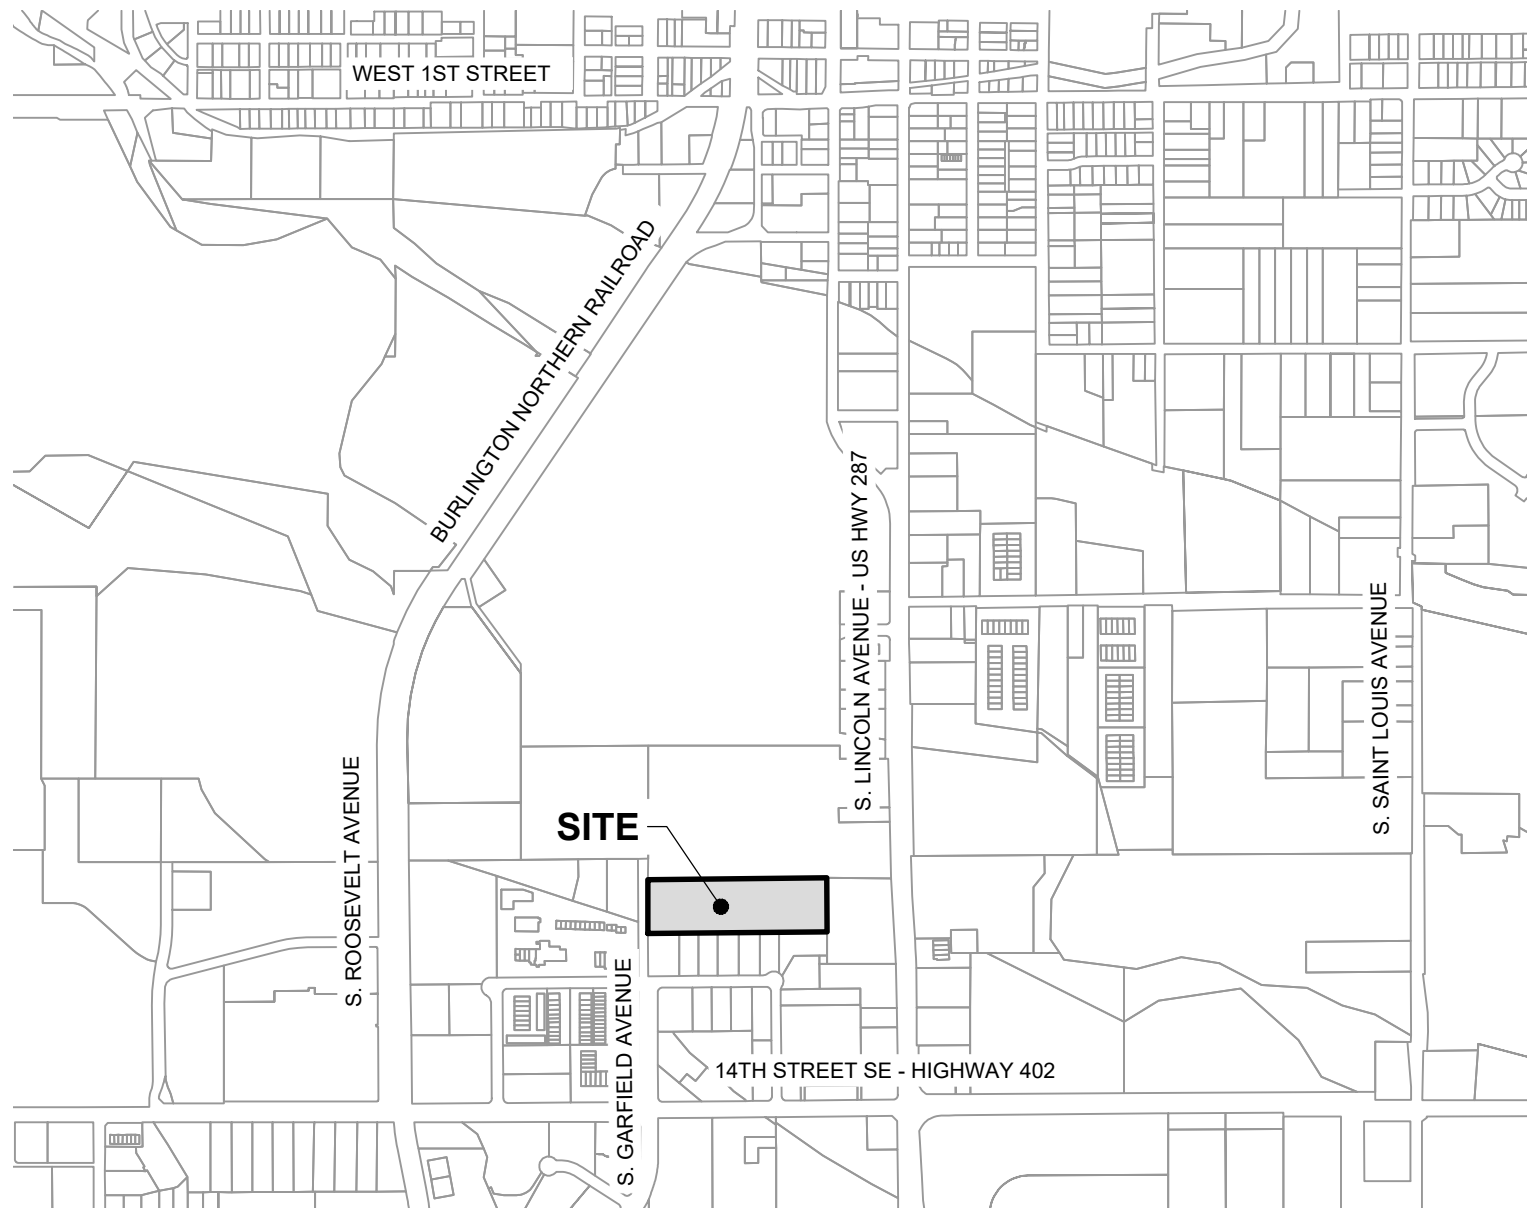 WEST 1ST STREET
BURLINGTON NORTHERN RAILROAD
S. LINCOLN AVENUE - US HWY 287
S. SAINT LOUIS AVENUE
S. ROOSEVELT AVENUE
SITE
S. GARFIELD AVENUE
14TH STREET SE - HIGHWAY 402